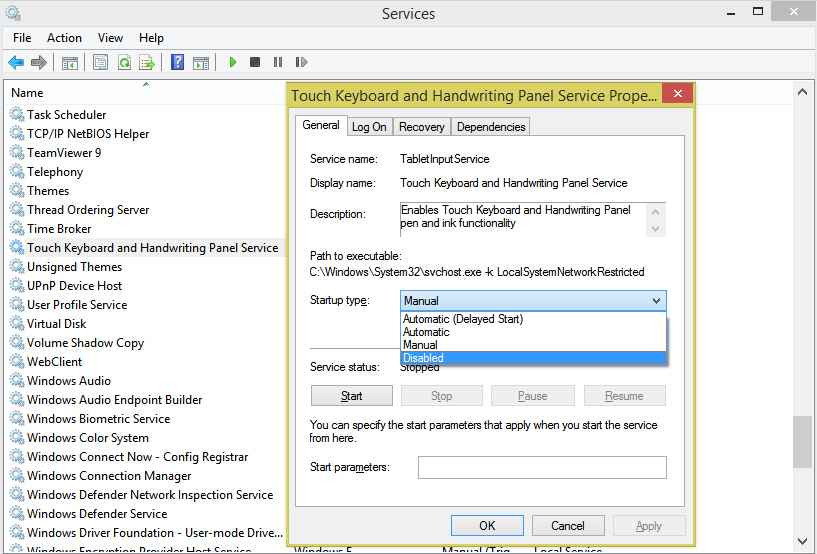 Services
File Action View Help
Name
Task Scheduler
TCP/IP NetBIOS Helper
TeamViewer 9
Telephony
Themes
Thread Ordering Server
Time Broker
Touch Keyboard and Handwriting Panel Service
Unsigned Themes
UPnP Device Host
User Profile Service
Virtual Disk
Volume Shadow Copy
WebClient
Windows Audio
Windows Audio Endpoint Builder
Windows Biometric Service
Windows Color System
Windows Connect Now - Config Registrar
Windows Connection Manager
Windows Defender Network Inspection Service
Windows Defender Service
Windows Driver Foundation - User-mode Drive...
Windows Encryption Provider Host Service Windows E Manual (Trig Local Service
Touch Keyboard and Handwriting Panel Service Prope...
General Log On Recovery Dependencies
Service name: TabletInputService
Display name: Touch Keyboard and Handwriting Panel Service
Description: Enables Touch Keyboard and Handwriting Panel
pen and ink functionality
Path to executable:
C:\Windows\System32\svchost.exe -k LocalSystemNetworkRestricted
Startup type: Manual
Automatic (Delayed Start)
Automatic
Manual
Disabled
Service status: Stopped
Start Stop Pause Resume
You can specify the start parameters that apply when you start the service
from here.
Start parameters:
OK Cancel Apply